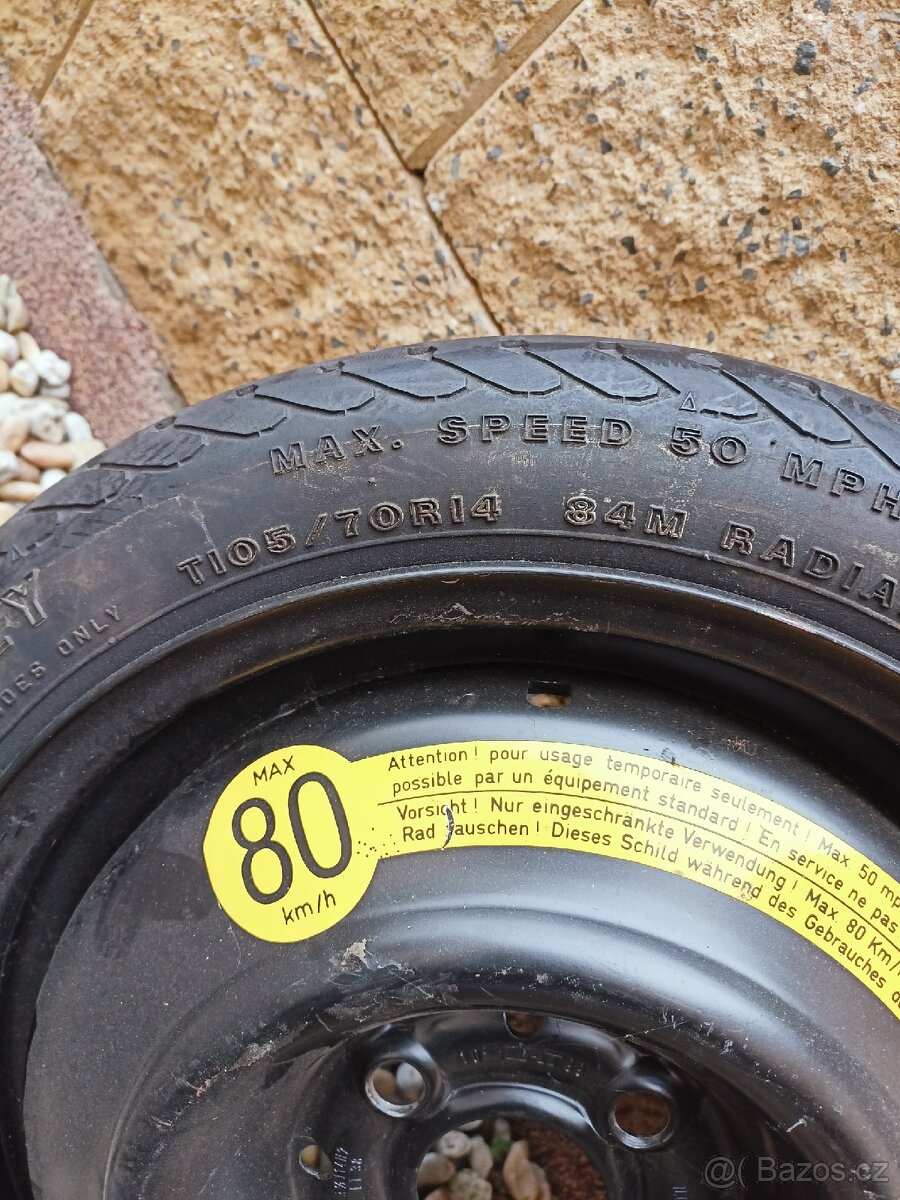 MAX. SPEED 50 MPH
T105/70R14 84M RADIA
Y
ODES ONLY
MAX
80
km/h
Attention! pour usage temporaire seulement! Max 50 mp
possible par un équipement standard! En service ne pas
Vorsicht! Nur eingeschränkte Verwendung! Max 80 Km/
Rad tauschen! Dieses Schild während des Gebrauches
@( Bazos.cz